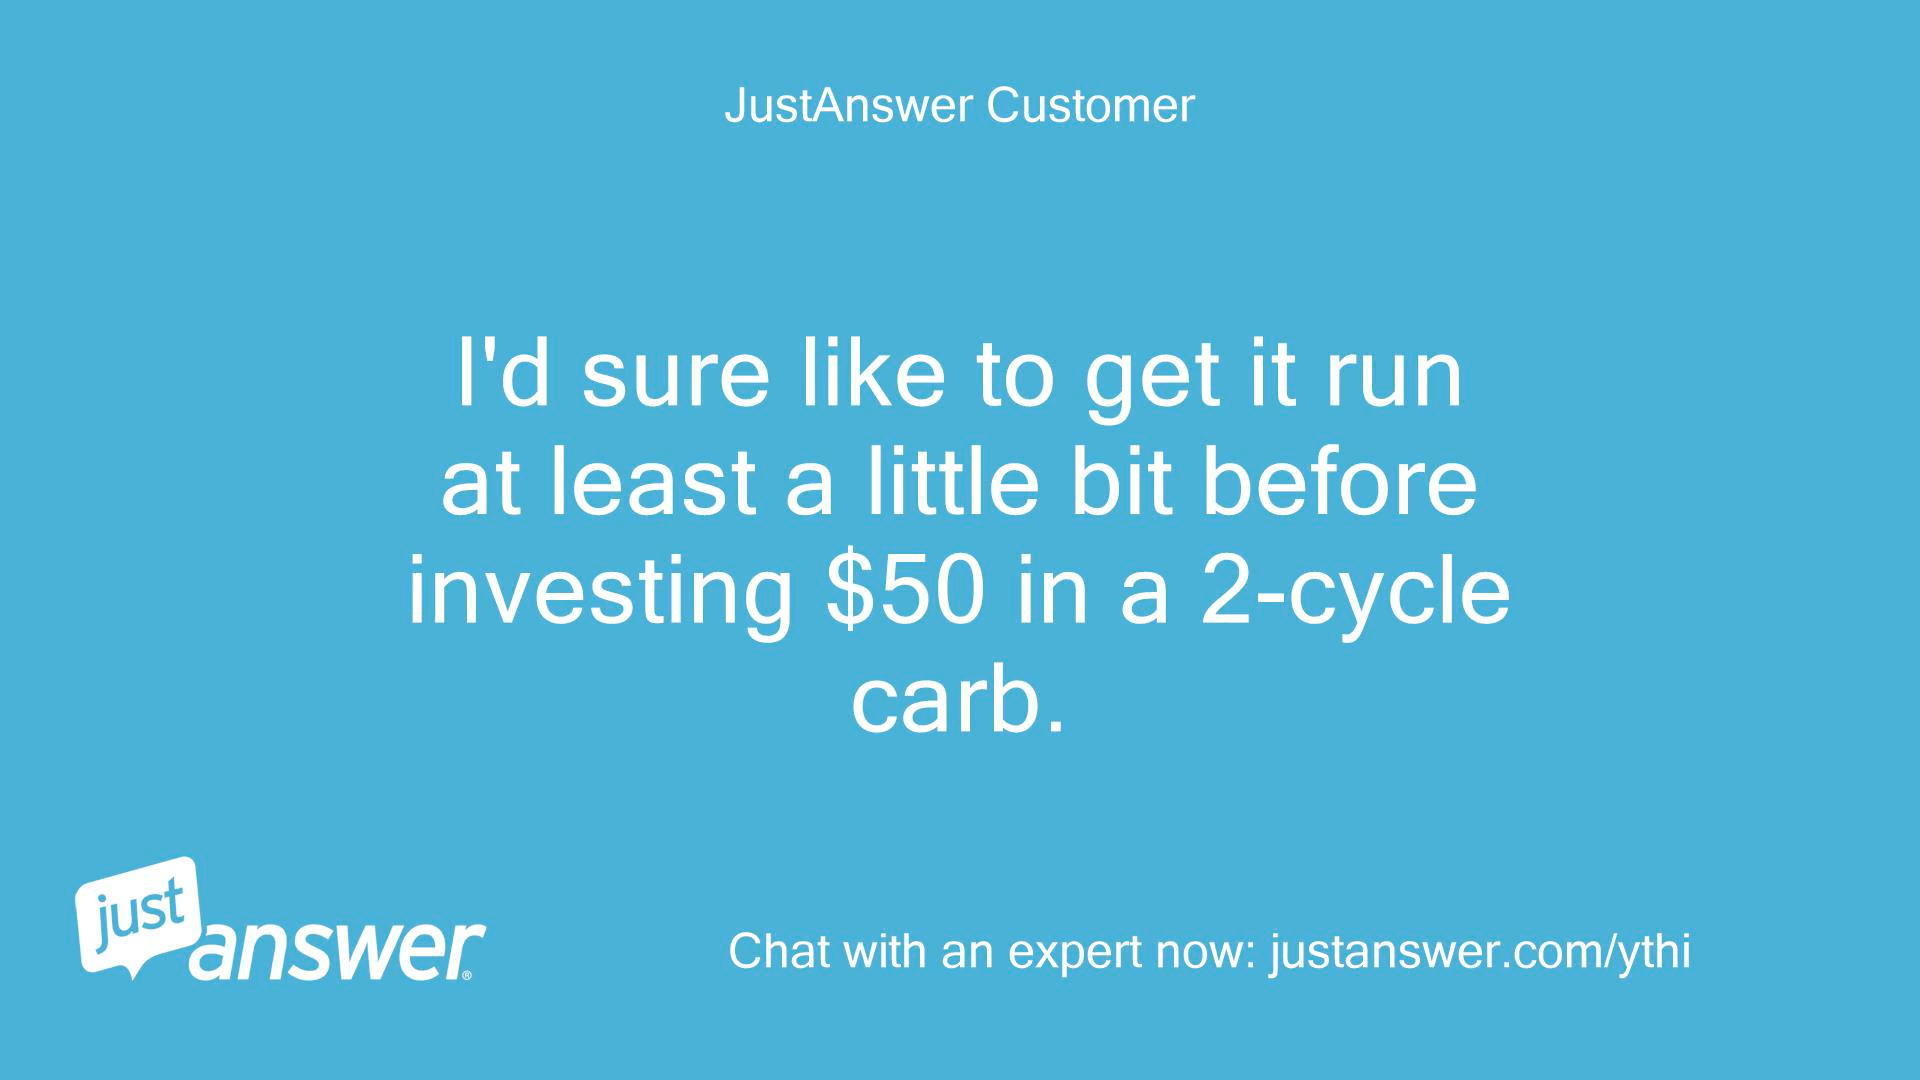 JustAnswer Customer
I'd sure like to get it run
at least a little bit before
investing $50 in a 2-cycle
carb.
just
answer®
Chat with an expert now: justanswer.com/ythi